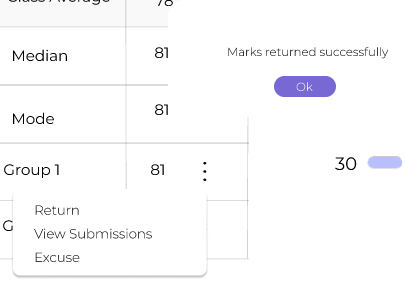 Class Average 78
Median 81
Mode 81
Group 1 81
Return
View Submissions
Excuse
Marks returned successfully
Ok
30